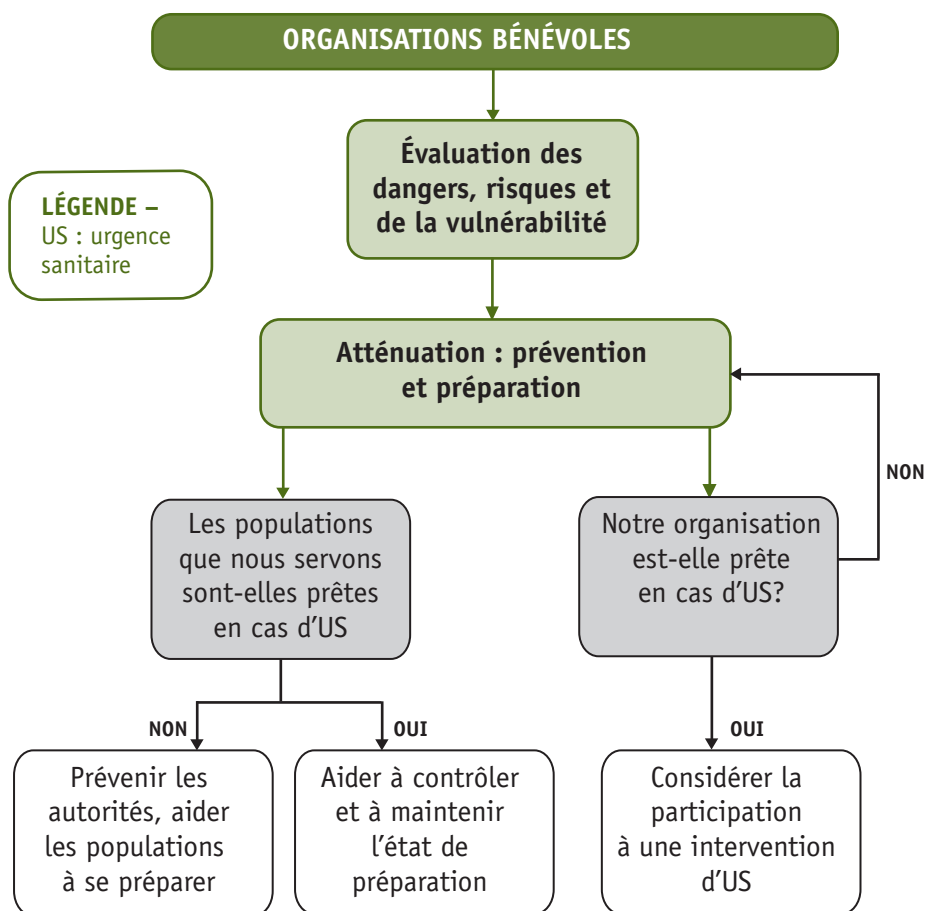 ORGANISATIONS BÉNÉVOLES
Évaluation des
dangers, risques et
de la vulnérabilité
LÉGENDE –
US : urgence
sanitaire
Atténuation : prévention
et préparation
NON
Les populations
que nous servons
sont-elles prêtes
en cas d'US
Notre organisation
est-elle prête
en cas d'US?
NON
OUI
OUI
Prévenir les
autorités, aider
les populations
à se préparer
Aider à contrôler
et à maintenir
l'état de
préparation
Considérer la
participation
à une intervention
d'US